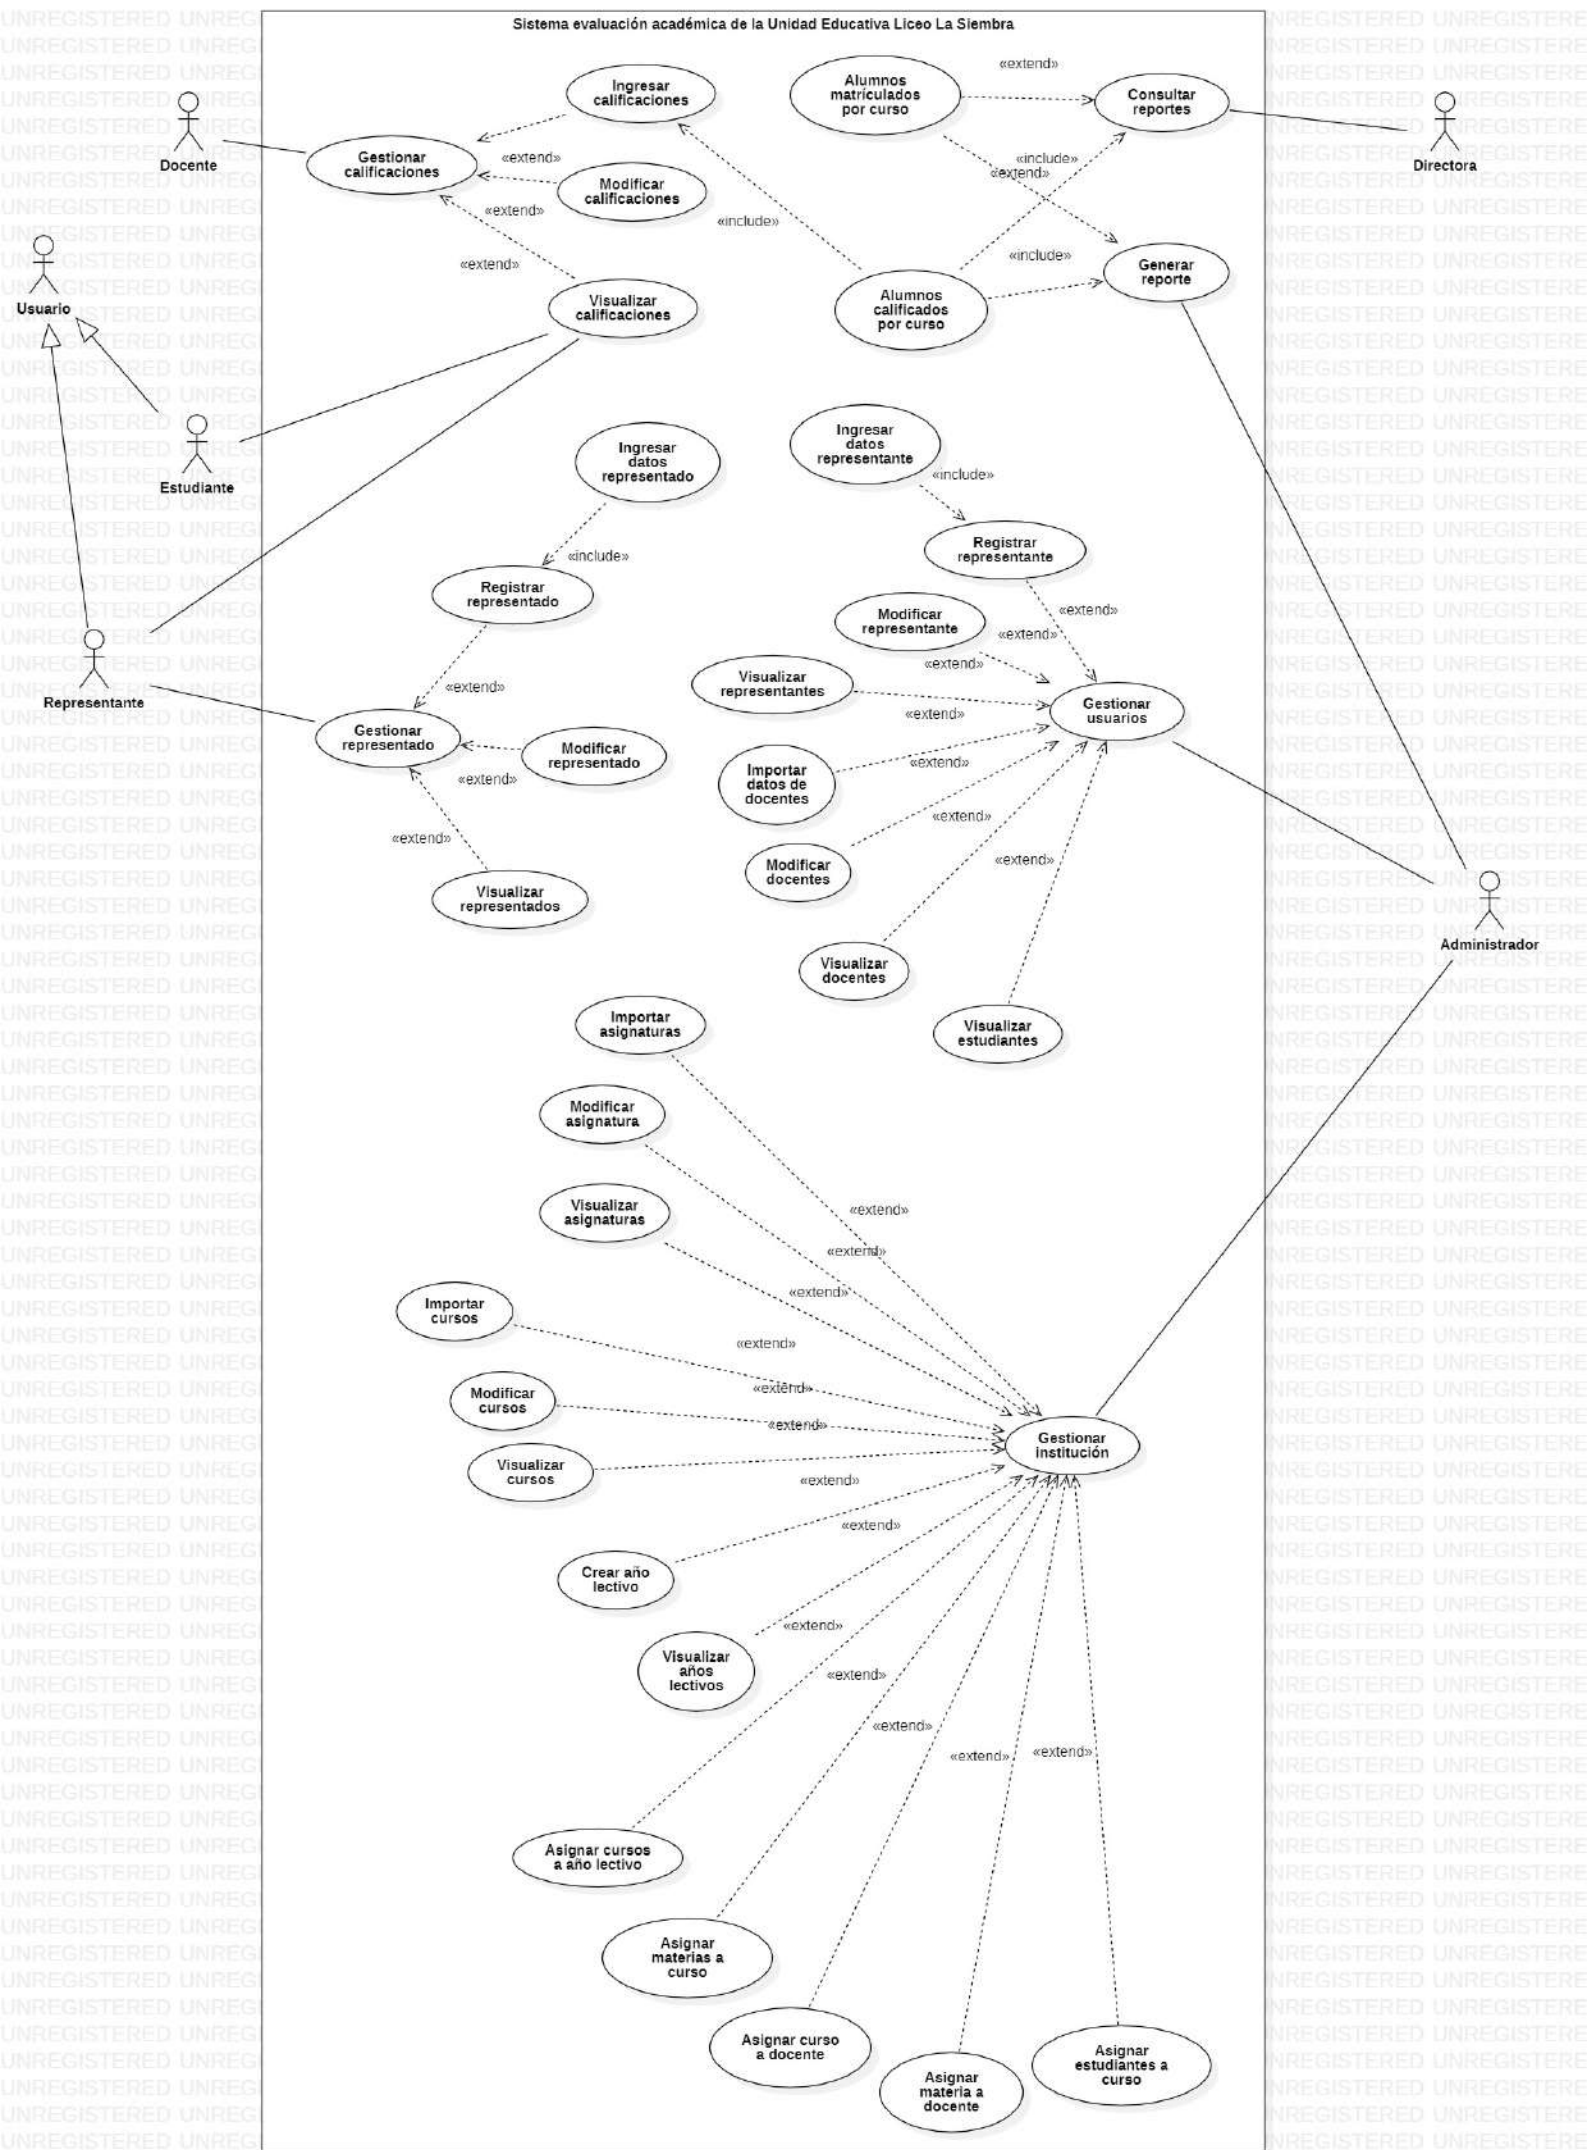 Sistema evaluación académica de la Unidad Educativa Liceo La Siembra
Ingresar
calificaciones
Alumnos
matrículados
por curso
«extend»
Consultar
reportes
Docente
Directora
Gestionar
calificaciones
«extend»
Modificar
calificaciones
«include»
«extend»
«extend»
«include»
«extend»
«include»
Generar
reporte
Usuario
Visualizar
calificaciones
Alumnos
calificados
por curso
Estudiante
Ingresar
datos
representado
Ingresar
datos
representante
«include»
«include»
Registrar
representante
Registrar
representado
«extend»
Modificar
representante
«extend»
«extend»
Representante
«extend»
Visualizar
representantes
«extend»
Gestionar
usuarios
Gestionar
representado
Modificar
representado
«extend»
«extend»
Importar
datos de
docentes
«extend»
«extend»
Modificar
docentes
«extend»
Visualizar
representados
Administrador
Visualizar
docentes
Visualizar
estudiantes
Importar
asignaturas
Modificar
asignatura
Visualizar
asignaturas
«extend»
«extend»
«extend»
Importar
cursos
«extend»
«extend»
Modificar
cursos
«extend»
Gestionar
institución
Visualizar
cursos
«extend»
«extend»
Crear año
lectivo
«extend»
Visualizar
años
lectivos
«extend»
«extend»
«extend»
«extend»
Asignar cursos
a año lectivo
Asignar
materias a
curso
Asignar curso
a docente
Asignar
materia a
docente
Asignar
estudiantes a
curso